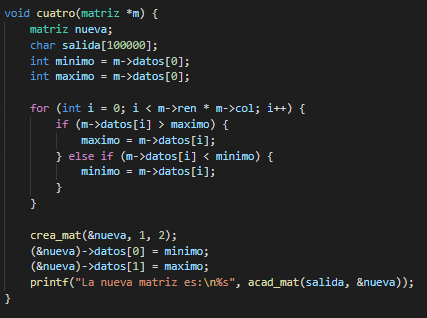 void cuatro(matriz *m) {
    matriz nueva;
    char salida[100000];
    int minimo = m->datos[0];
    int maximo = m->datos[0];

    for (int i = 0; i < m->ren * m->col; i++) {
        if (m->datos[i] > maximo) {
            maximo = m->datos[i];
        } else if (m->datos[i] < minimo) {
            minimo = m->datos[i];
        }
    }

    crea_mat(&nueva, 1, 2);
    (&nueva)->datos[0] = minimo;
    (&nueva)->datos[1] = maximo;
    printf("La nueva matriz es:\n%s", acad_mat(salida, &nueva));
}